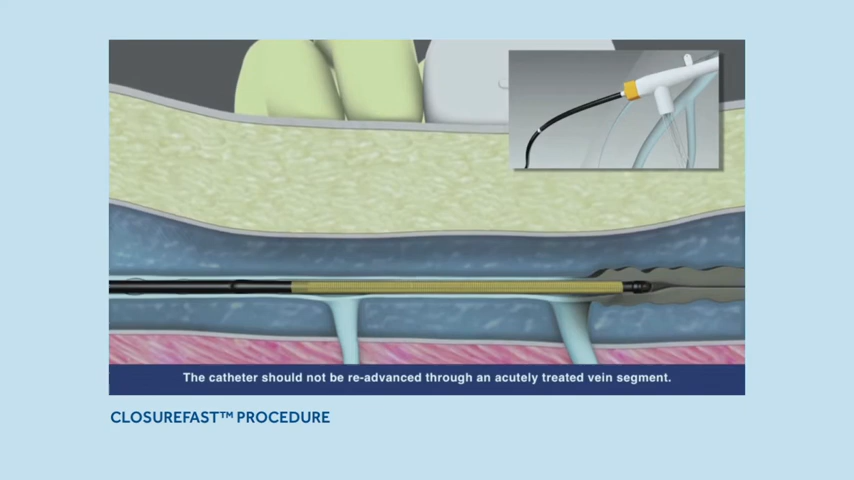 The catheter should not be re-advanced through an acutely treated vein segment.
CLOSUREFAST™ PROCEDURE